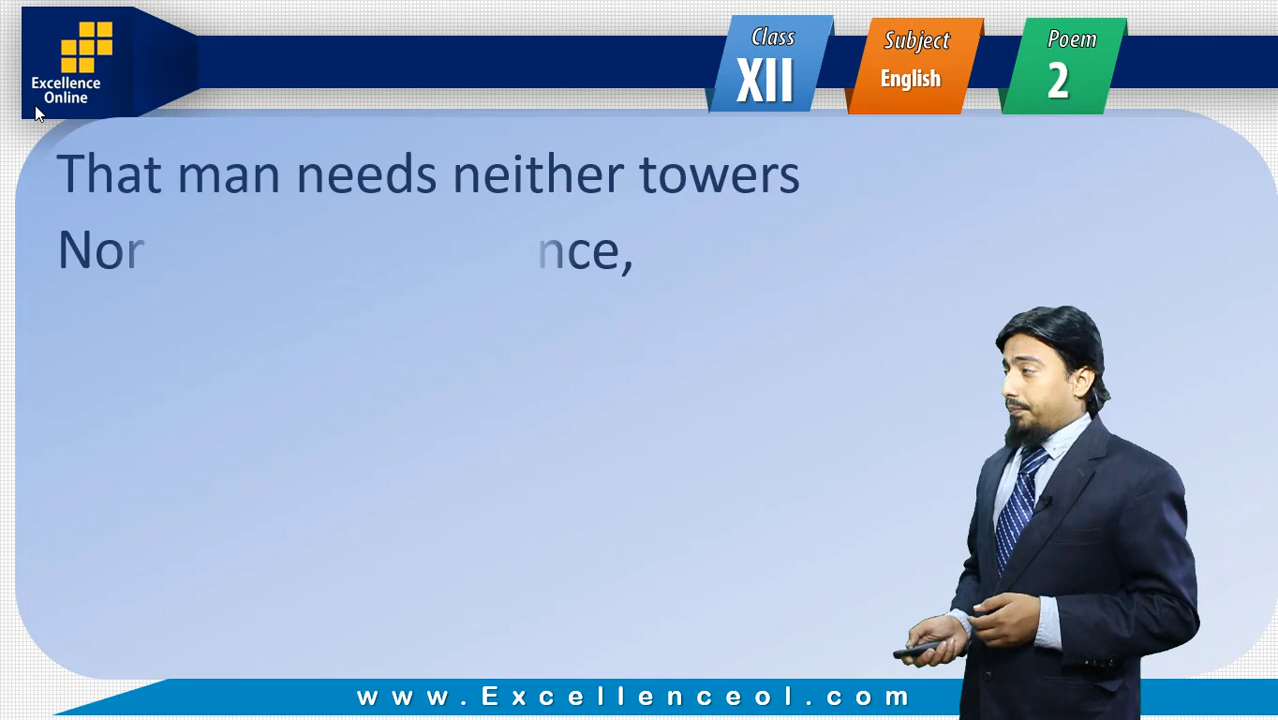 Excellence
Online
Class
XII
Subject
English
Poem
2
That man needs neither towers
Nor nce,
www.Excellenceol.com